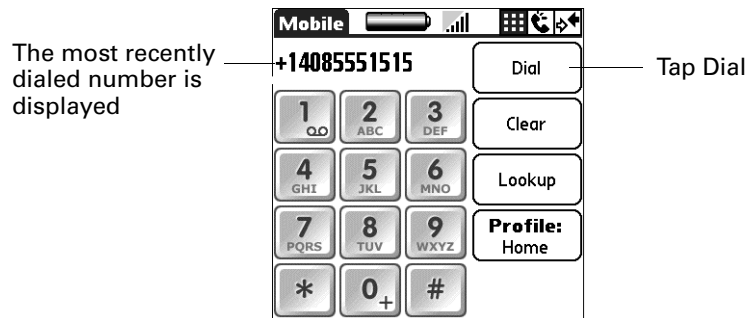 Mobile
The most recently
dialed number is
displayed
+14085551515
Dial
Tap Dial
1
2 ABC
3 DEF
Clear
4 GHI
5 JKL
6 MNO
Lookup
7 PQRS
8 TUV
9 WXYZ
Profile:
Home
*
0 +
#